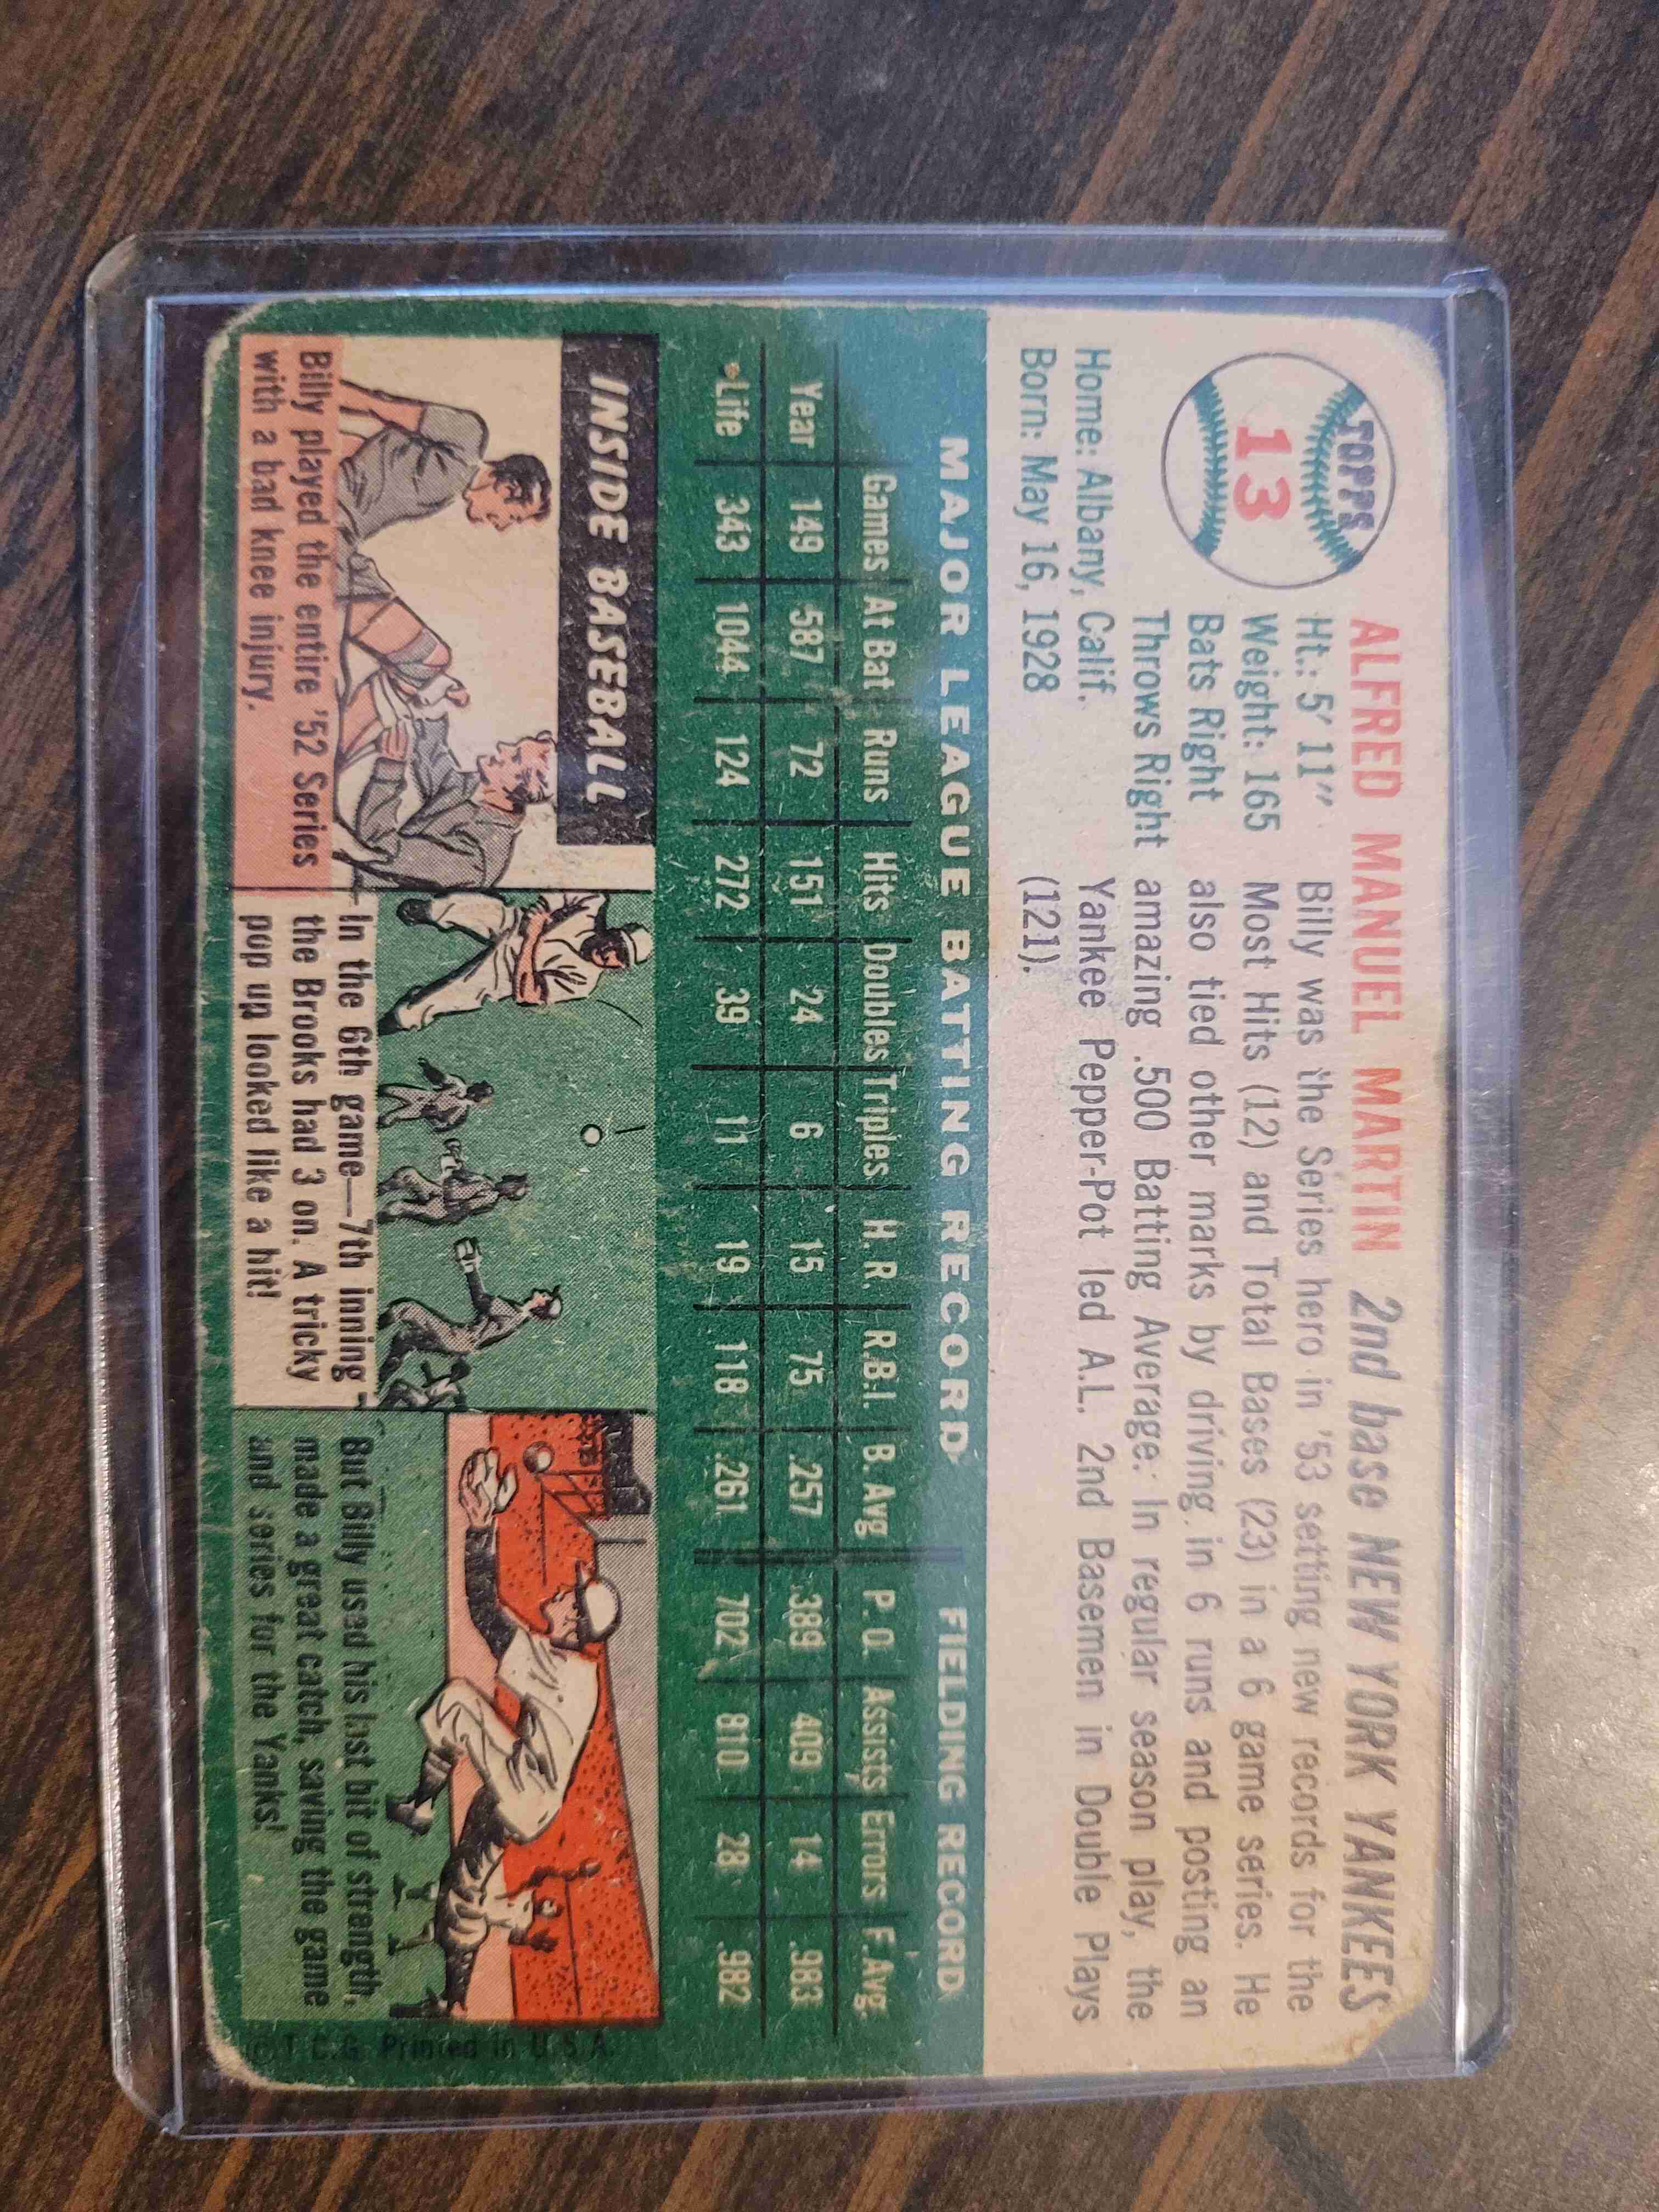 TOPPS
13
ALFRED MANUEL MARTIN 2nd base NEW YORK YANKEES
Ht.: 5' 11"
Weight: 165
Bats Right
Throws Right
Home: Albany, Calif.
Born: May 16, 1928
Billy was the Series hero in '53 setting new records for the
Most Hits (12) and Total Bases (23) in a 6 game series. He
also tied other marks by driving in 6 runs and posting an
amazing .500 Batting Average. In regular season play, the
Yankee Pepper-Pot led A.L. 2nd Basemen in Double Plays
(121).
MAJOR LEAGUE BATTING RECORD FIELDING RECORD
Games At Bat Runs Hits Doubles Triples H. R. R.B.I. B. Avg P. O. Assists Errors F. Avg.
Year 149 587 72 151 24 6 15 75 .257 389 409 14 .983
Life 343 1044 124 272 39 11 19 118 .261 702 810 28 .982
INSIDE BASEBALL
Billy played the entire '52 Series
with a bad knee injury.
In the 6th game—7th inning
the Brooks had 3 on. A tricky
pop up looked like a hit!
But Billy used his last bit of strength,
made a great catch, saving the game
and series for the Yanks!
© T.C.G. Printed in U.S.A.